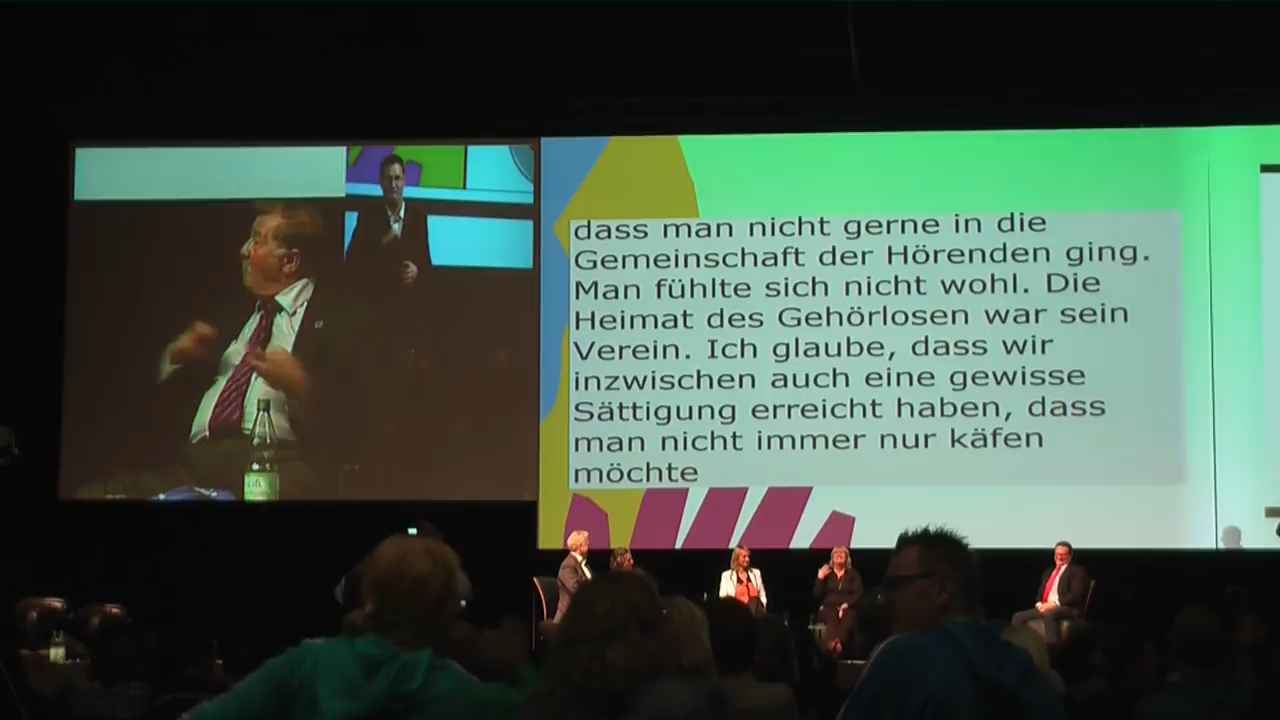 dass man nicht gerne in die
Gemeinschaft der Hörenden ging.
Man fühlte sich nicht wohl. Die
Heimat des Gehörlosen war sein
Verein. Ich glaube, dass wir
inzwischen auch eine gewisse
Sättigung erreicht haben, dass
man nicht immer nur käfen
möchte